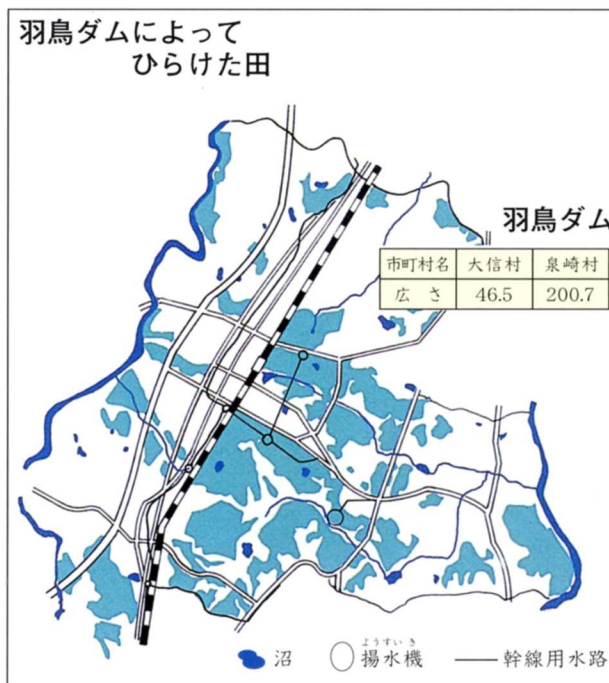 羽鳥ダムによって
ひらけた田
羽鳥ダム
市町村名 大信村 泉崎村
広さ 46.5 200.7
沼 揚水機 幹線用水路
ようすいき